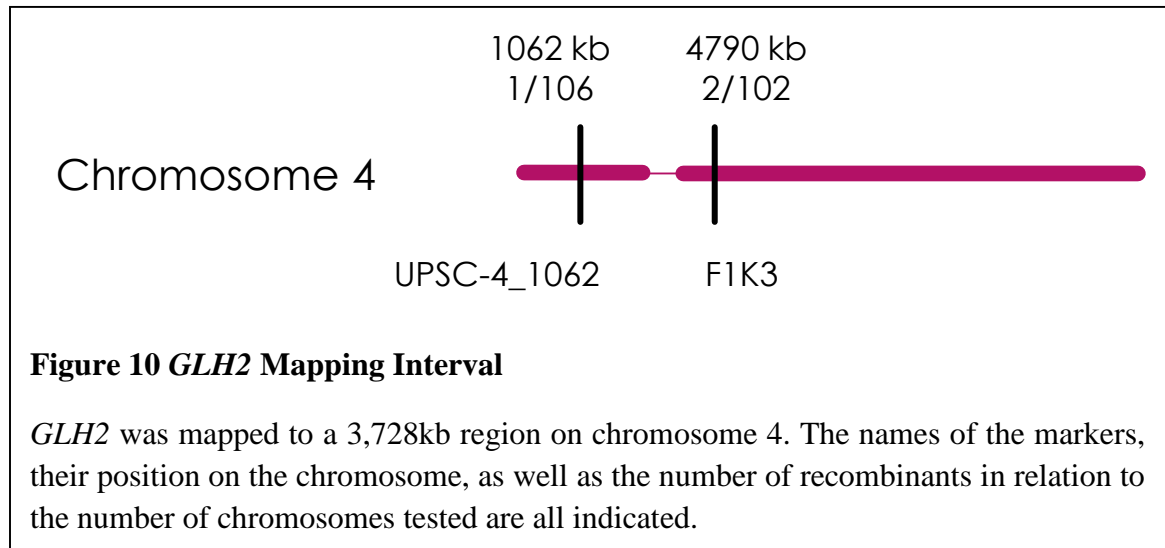 1062 kb 4790 kb
1/106 2/102
Chromosome 4
UPSC-4_1062 F1K3
Figure 10 GLH2 Mapping Interval
GLH2 was mapped to a 3,728kb region on chromosome 4. The names of the markers,
their position on the chromosome, as well as the number of recombinants in relation to
the number of chromosomes tested are all indicated.